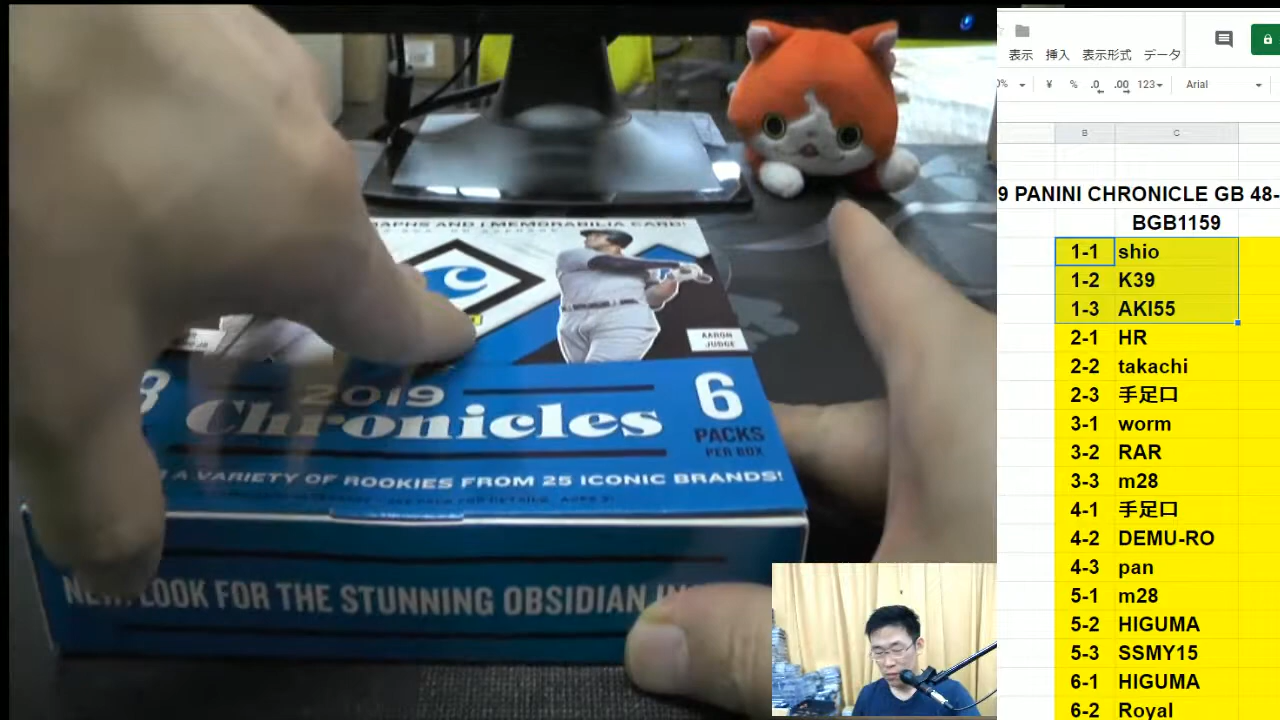 APHS AND 1 MEMORABILIA CARD!
AARON
JUDGE
2019
Chronicles
6
PACKS
PER BOX
A VARIETY OF ROOKIES FROM 25 ICONIC BRANDS!
LOOK FOR THE STUNNING OBSIDIAN
表示 挿入 表示形式 データ
¥ % .0 .00 123 Arial
B C
9 PANINI CHRONICLE GB 48-
BGB1159
1-1 shio
1-2 K39
1-3 AKI55
2-1 HR
2-2 takachi
2-3 手足口
3-1 worm
3-2 RAR
3-3 m28
4-1 手足口
4-2 DEMU-RO
4-3 pan
5-1 m28
5-2 HIGUMA
5-3 SSMY15
6-1 HIGUMA
6-2 Royal